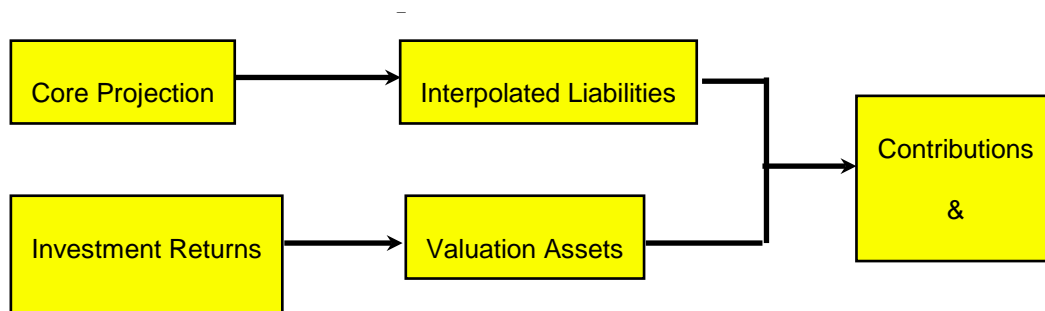 Core Projection
Interpolated Liabilities
Contributions
&
Investment Returns
Valuation Assets